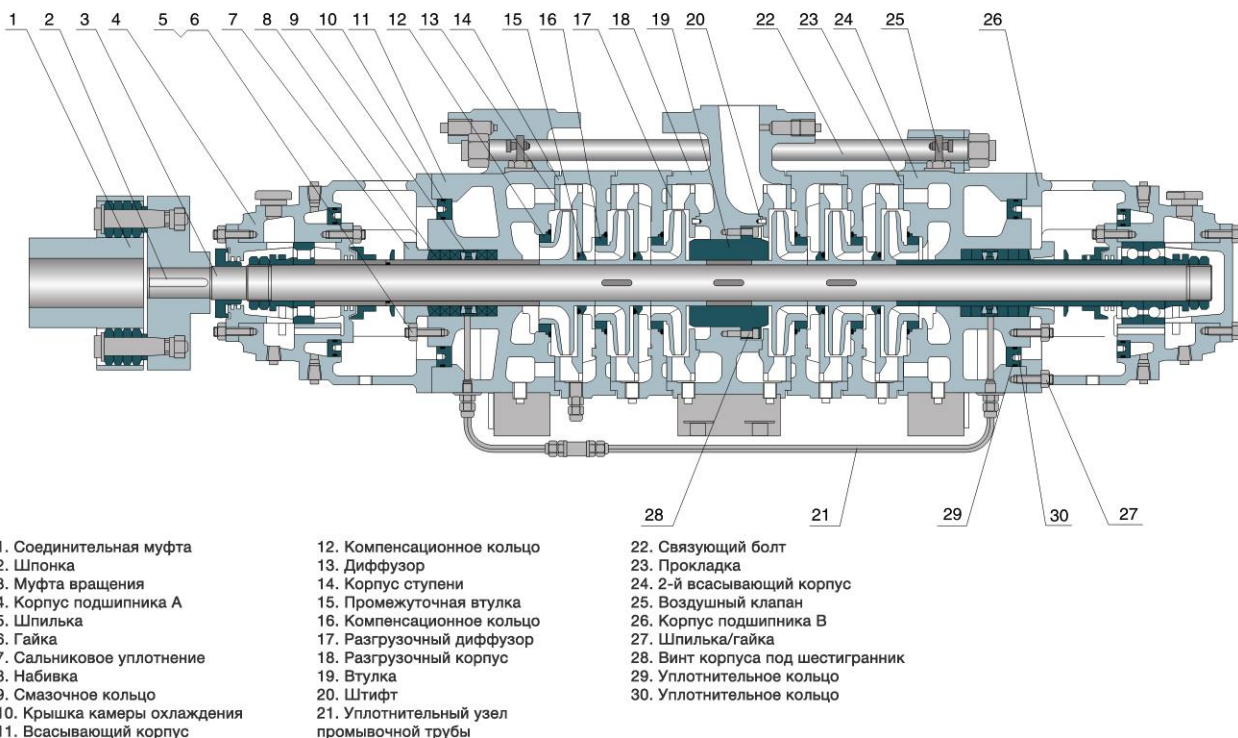 1 2 3 4 5 6 7 8 9 10 11 12 13 14 15 16 17 18 19 20 22 23 24 25 26
28 21 29 30 27
1. Соединительная муфта
2. Шпонка
3. Муфта вращения
4. Корпус подшипника А
5. Шпилька
6. Гайка
7. Сальниковое уплотнение
8. Набивка
9. Смазочное кольцо
10. Крышка камеры охлаждения
11. Всасывающий корпус
12. Компенсационное кольцо
13. Диффузор
14. Корпус ступени
15. Промежуточная втулка
16. Компенсационное кольцо
17. Разгрузочный диффузор
18. Разгрузочный корпус
19. Втулка
20. Штифт
21. Уплотнительный узел
промывочной трубы
22. Связующий болт
23. Прокладка
24. 2-й всасывающий корпус
25. Воздушный клапан
26. Корпус подшипника В
27. Шпилька/гайка
28. Винт корпуса под шестигранник
29. Уплотнительное кольцо
30. Уплотнительное кольцо